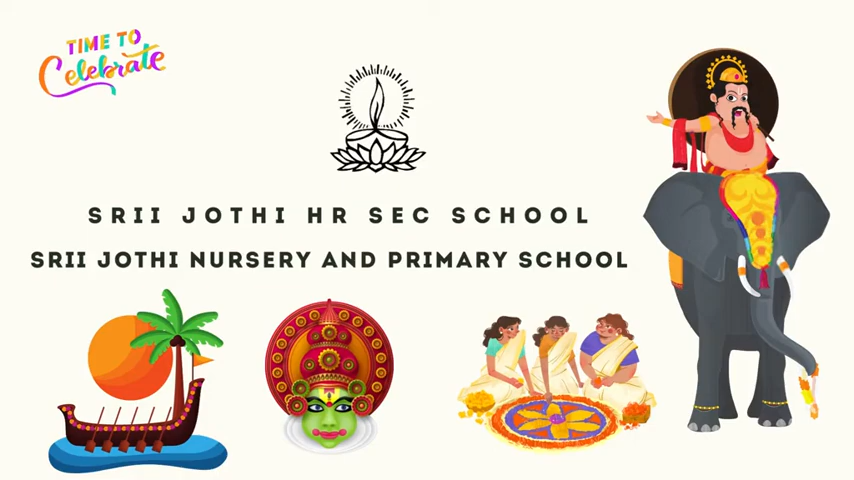 TIME TO
Celebrate
SRII JOTHI HR SEC SCHOOL
SRII JOTHI NURSERY AND PRIMARY SCHOOL